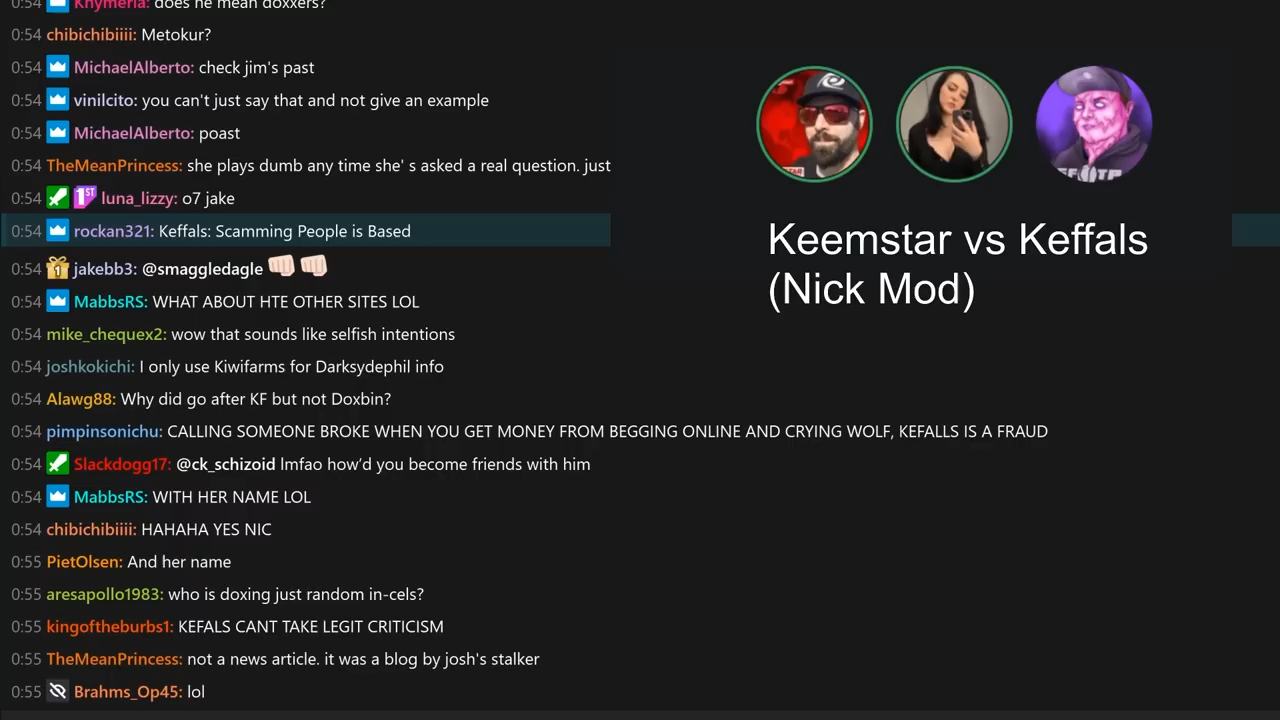 0:54 Khymeria: does he mean doxxers?
0:54 chibichibiiii: Metokur?
0:54 MichaelAlberto: check jim's past
0:54 vinilcito: you can't just say that and not give an example
0:54 MichaelAlberto: poast
0:54 TheMeanPrincess: she plays dumb any time she' s asked a real question. just
0:54 1ST luna_lizzy: o7 jake
0:54 rockan321: Keffals: Scamming People is Based
Keemstar vs Keffals
(Nick Mod)
0:54 1 jakebb3: @smaggledagle
0:54 MabbsRS: WHAT ABOUT HTE OTHER SITES LOL
0:54 mike_chequex2: wow that sounds like selfish intentions
0:54 joshkokichi: I only use Kiwifarms for Darksydephil info
0:54 Alawg88: Why did go after KF but not Doxbin?
0:54 pimpinsonichu: CALLING SOMEONE BROKE WHEN YOU GET MONEY FROM BEGGING ONLINE AND CRYING WOLF, KEFALLS IS A FRAUD
0:54 Slackdogg17: @ck_schizoid lmfao how'd you become friends with him
0:54 MabbsRS: WITH HER NAME LOL
0:54 chibichibiiii: HAHAHA YES NIC
0:55 PietOlsen: And her name
0:55 aresapollo1983: who is doxing just random in-cels?
0:55 kingoftheburbs1: KEFALS CANT TAKE LEGIT CRITICISM
0:55 TheMeanPrincess: not a news article. it was a blog by josh's stalker
0:55 Brahms_Op45: lol